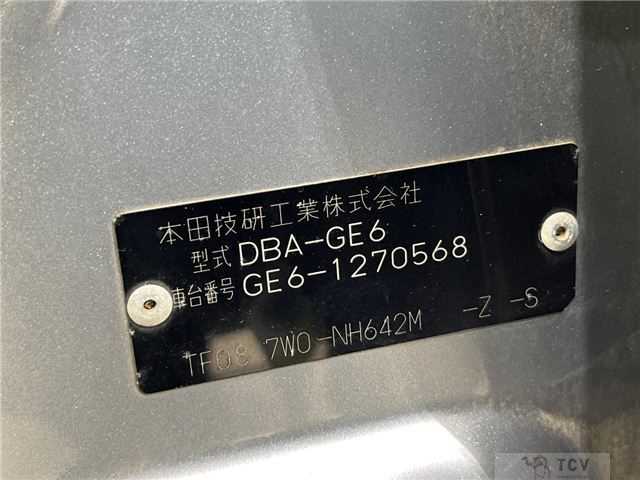 本田技研工業株式会社
型式 DBA-GE6
車台番号 GE6-1270568
TF08 7W0-NH642M -Z -S
TCV